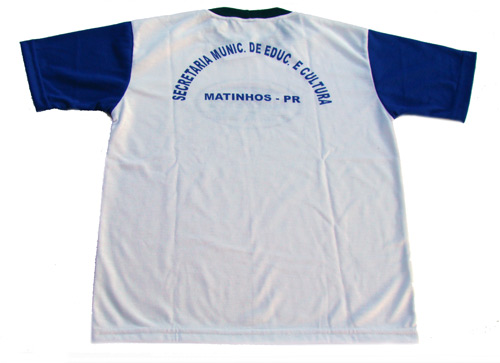 SECRETARIA MUNIC. DE EDUC. E CULTURA
MATINHOS - PR